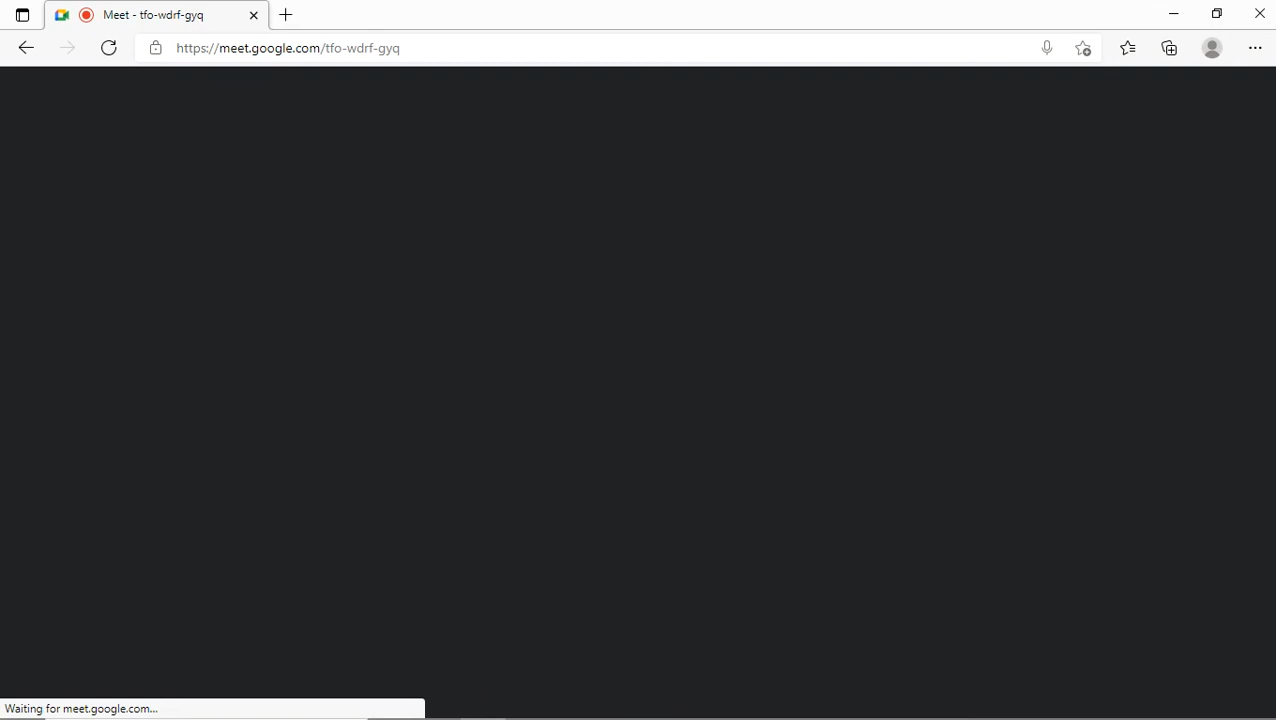 Meet - tfo-wdrf-gyq
https://meet.google.com/tfo-wdrf-gyq
Waiting for meet.google.com...